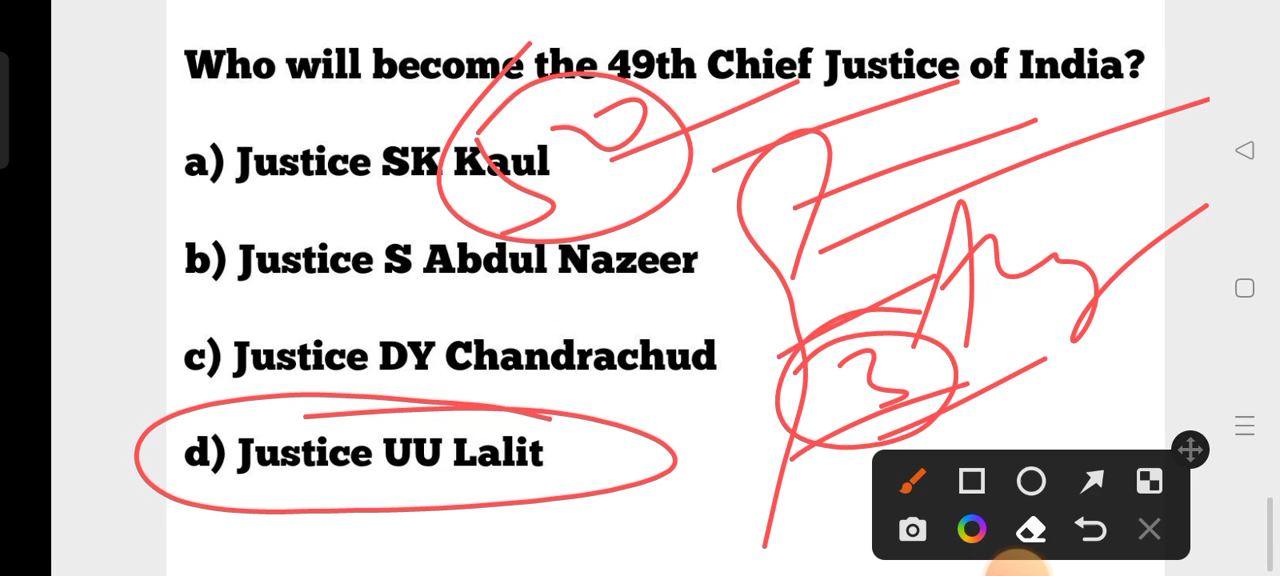 Who will become the 49th Chief Justice of India?
a) Justice SK Kaul
b) Justice S Abdul Nazeer
c) Justice DY Chandrachud
d) Justice UU Lalit